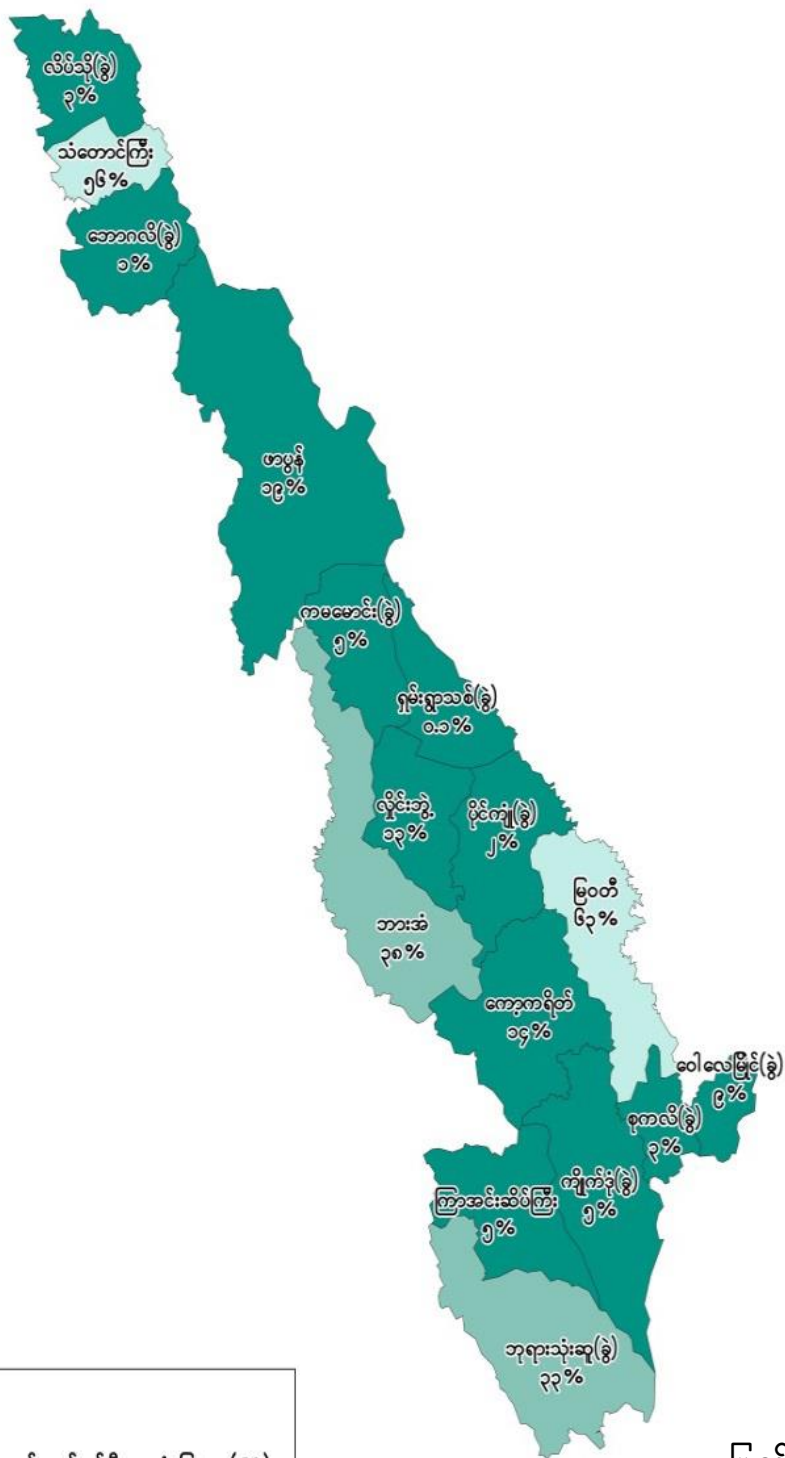 လိပ်သို(ခွဲ)
၃%
သံတောင်ကြီး
၅၆%
ဘောဂလိ(ခွဲ)
၁%
ဖာပွန်
၁၉%
ကမမောင်း(ခွဲ)
၅%
ရှမ်းရွာသစ်(ခွဲ)
၀.၁%
လှိုင်းဘွဲ့
၁၃%
ပိုင်ကျုံ(ခွဲ)
၂%
မြဝတီ
၆၃%
ဘားအံ
၃၈%
ကော့ကရိတ်
၁၄%
ဝေါလေမြိုင်(ခွဲ)
၉%
စုကလိ(ခွဲ)
၃%
ကျိုက်ဒုံ(ခွဲ)
၅%
ကြာအင်းဆိပ်ကြီး
၅%
ဘုရားသုံးဆူ(ခွဲ)
၃၃%